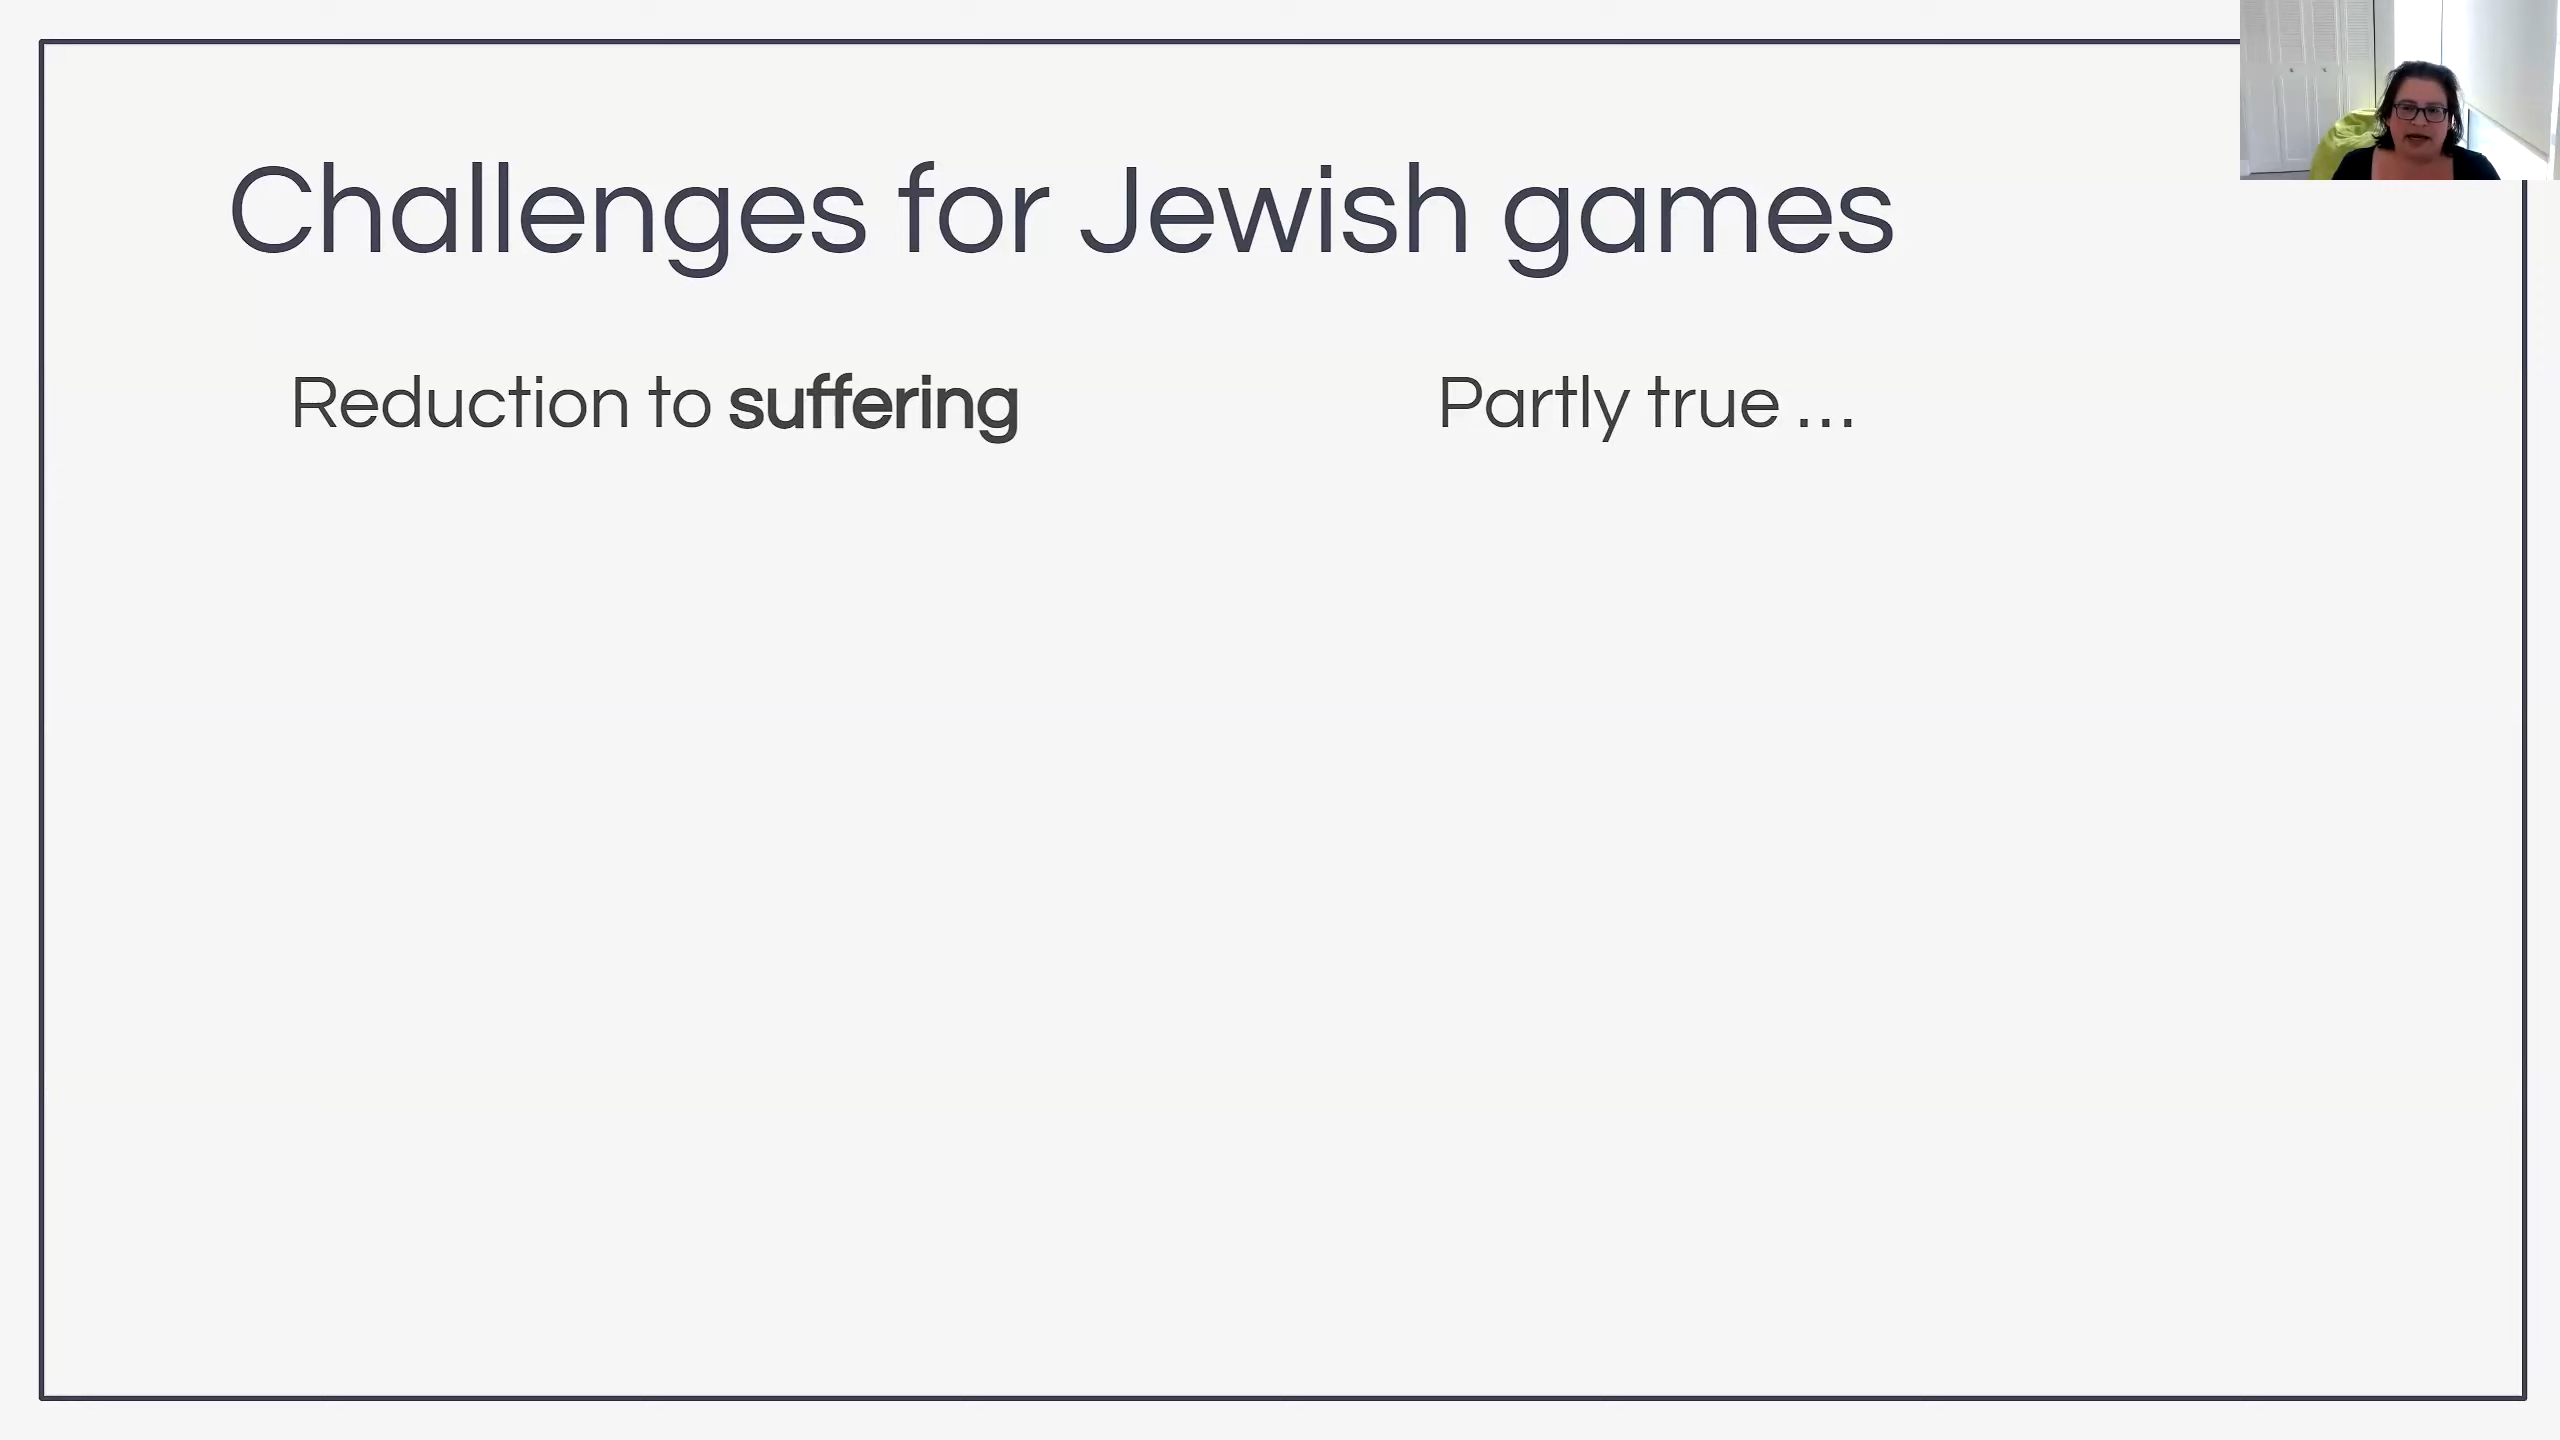 Challenges for Jewish games
Reduction to suffering
Partly true ...